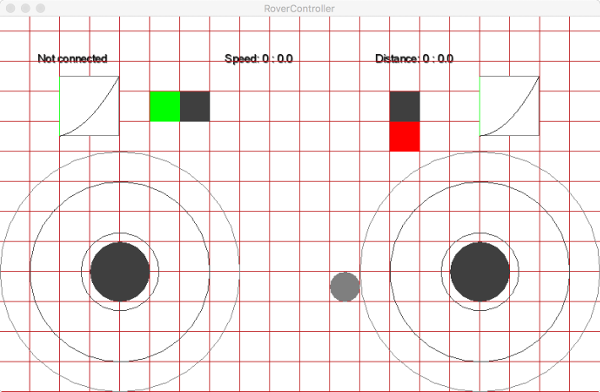 RoverController
Not connected
Speed: 0 : 0.0
Distance: 0 : 0.0